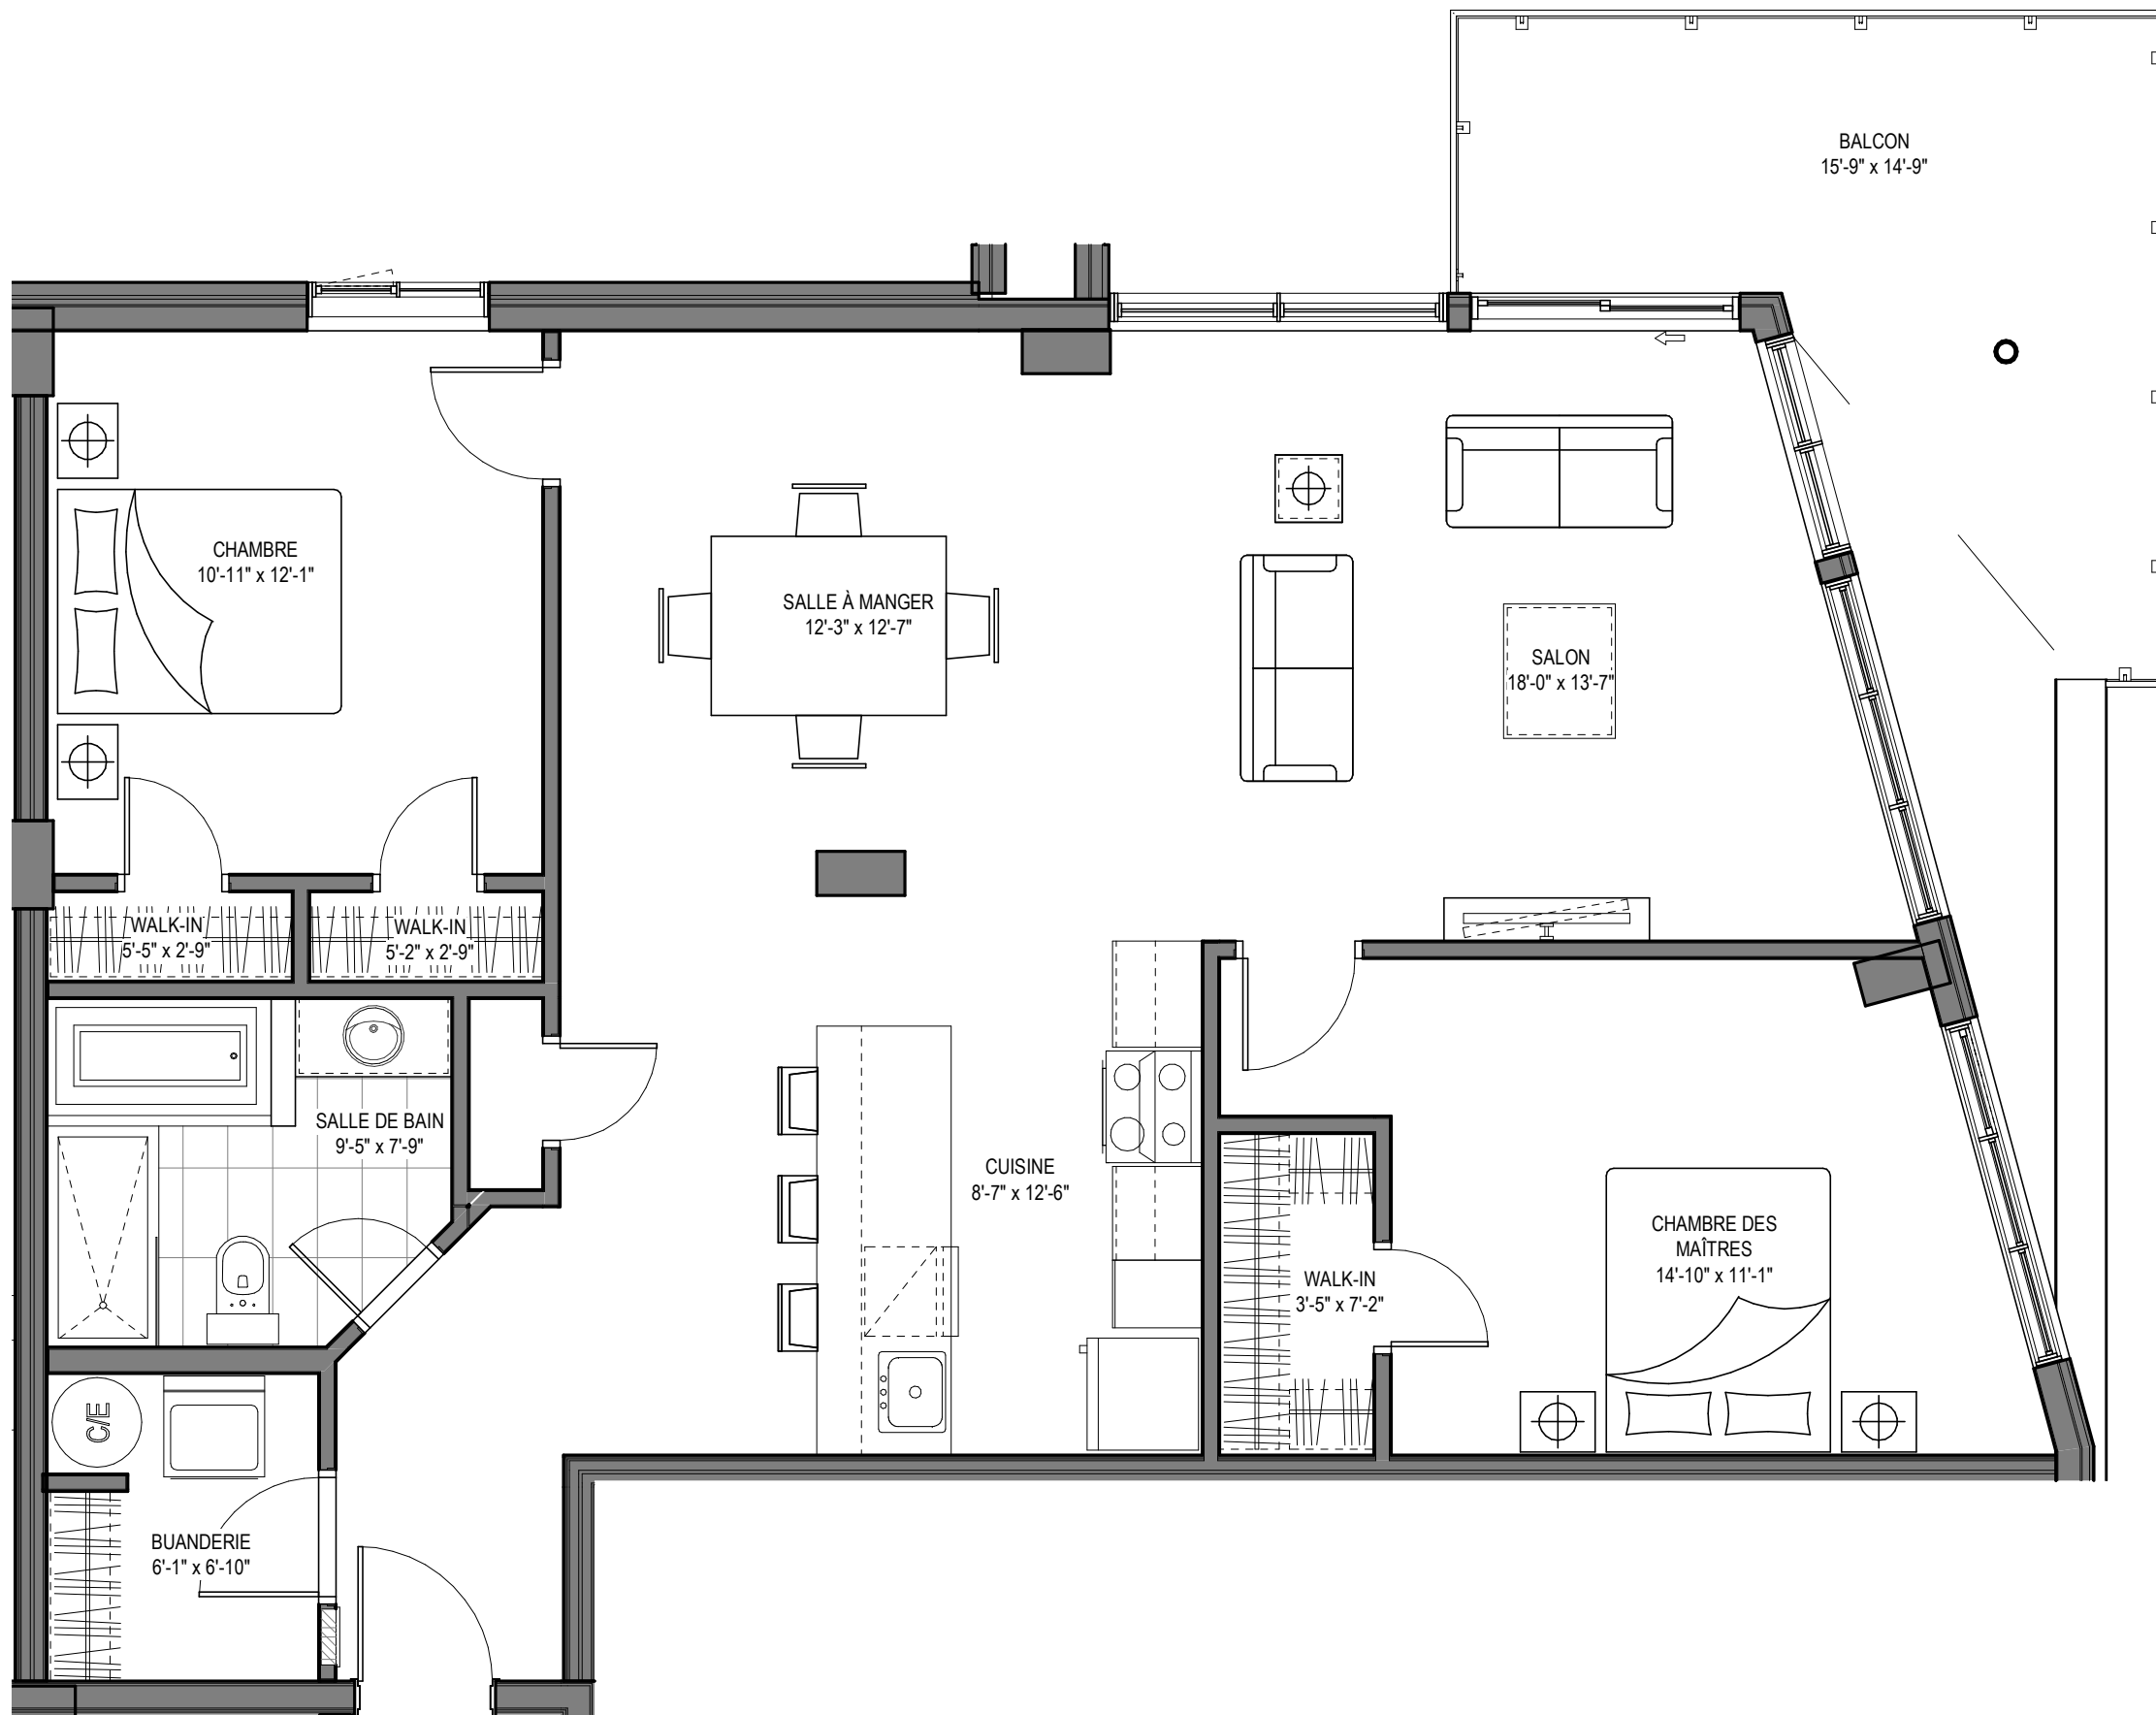 BALCON
15'-9" x 14'-9"
CHAMBRE
10'-11" x 12'-1"
SALLE À MANGER
12'-3" x 12'-7"
SALON
18'-0" x 13'-7"
WALK-IN
5'-5" x 2'-9"
WALK-IN
5'-2" x 2'-9"
SALLE DE BAIN
9'-5" x 7'-9"
CUISINE
8'-7" x 12'-6"
CHAMBRE DES
MAÎTRES
14'-10" x 11'-1"
WALK-IN
3'-5" x 7'-2"
C/E
BUANDERIE
6'-1" x 6'-10"